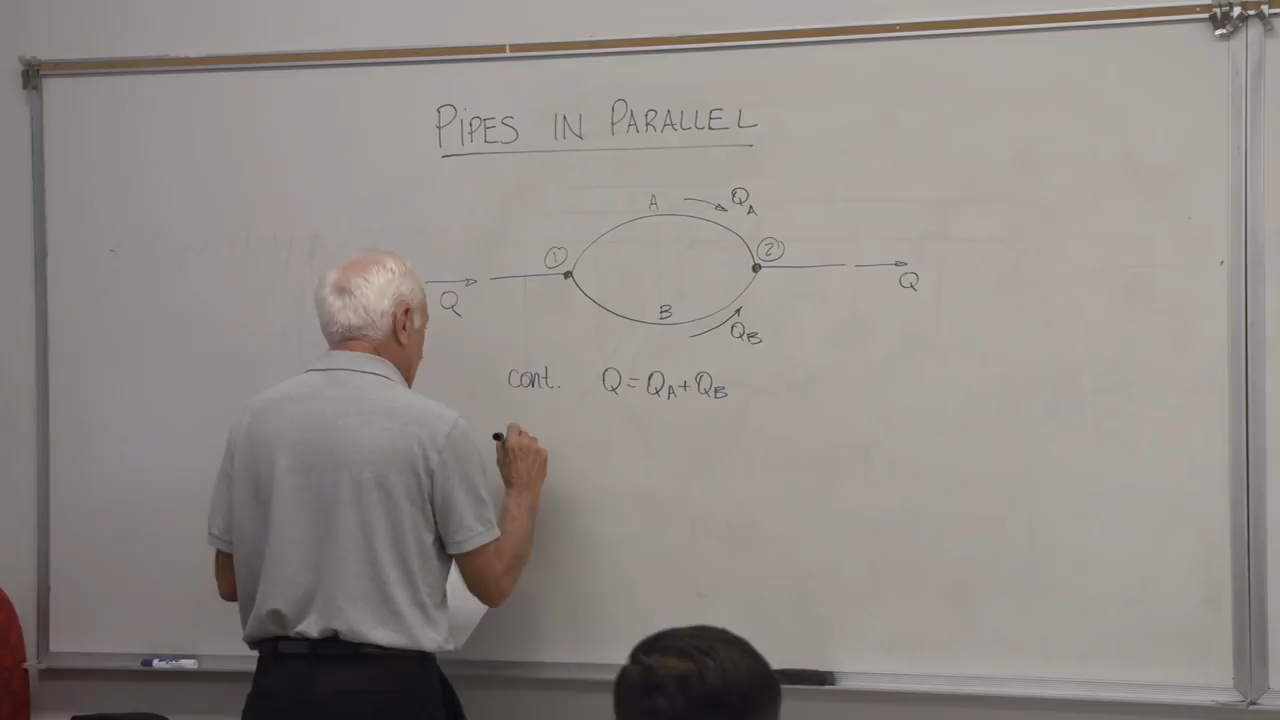 PIPES IN PARALLEL
A QA
1 2
Q Q
B QB
cont. Q = QA + QB